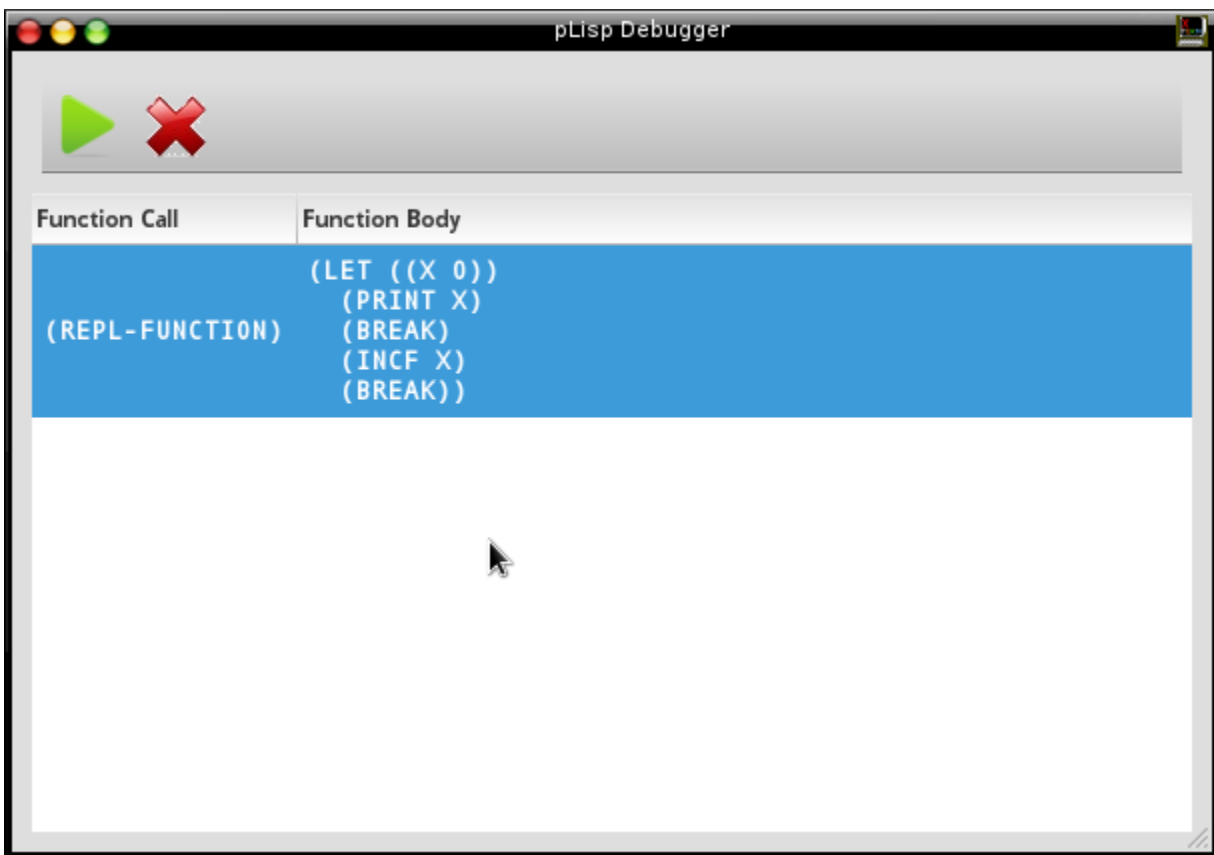 pLisp Debugger
Function Call Function Body
(REPL-FUNCTION)
(LET ((X 0))
(PRINT X)
(BREAK)
(INCF X)
(BREAK))